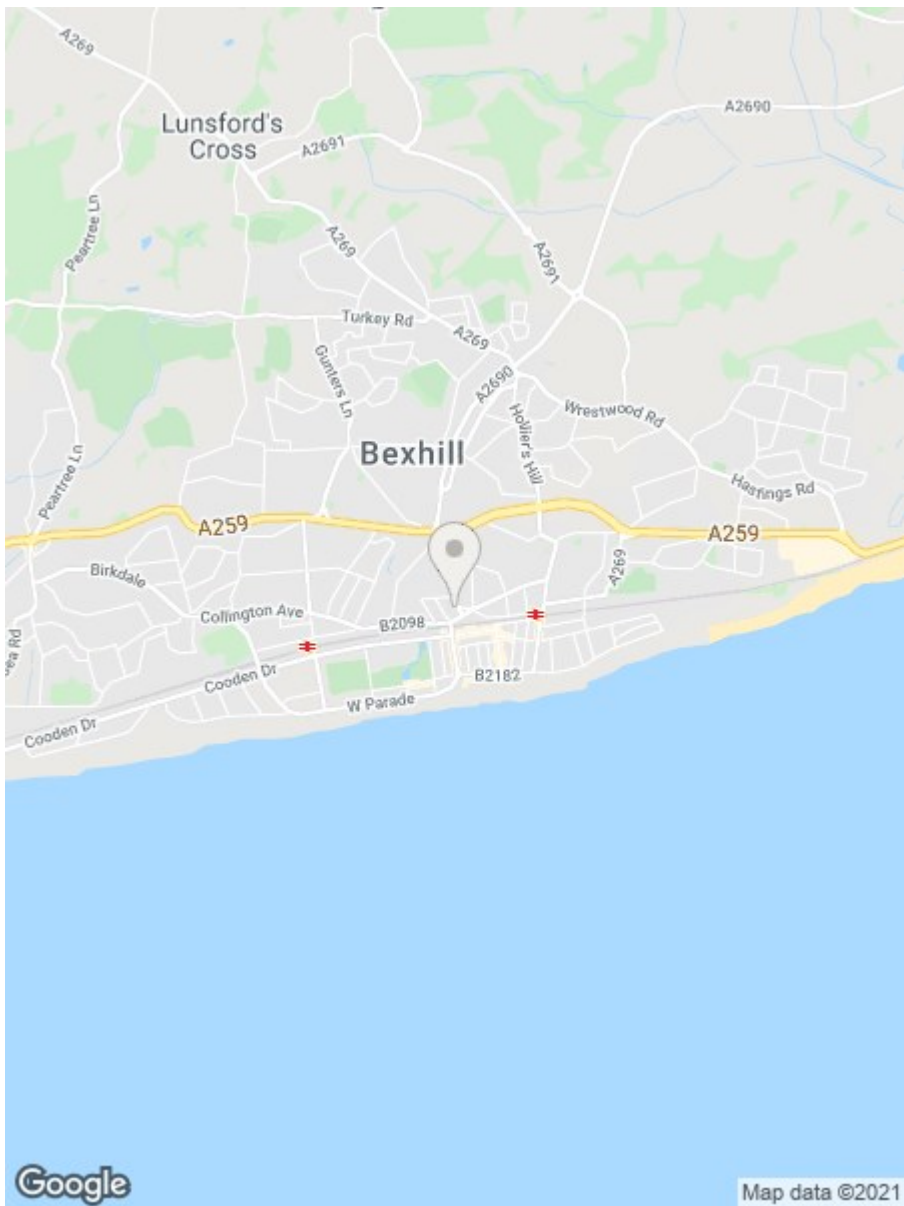 A269
A2690
Lunsford's
Cross
A2691
Peartree Ln
A269
A2691
Turkey Rd
A269
Gunters Ln
A2690
Hollier's Hill
Wrestwood Rd
Bexhill
Peartree Ln
Hastings Rd
A259
A259
Birkdale
A269
Collington Ave
B2098
Cooden Dr
B2182
W Parade
Cooden Dr
Google
Map data ©2021